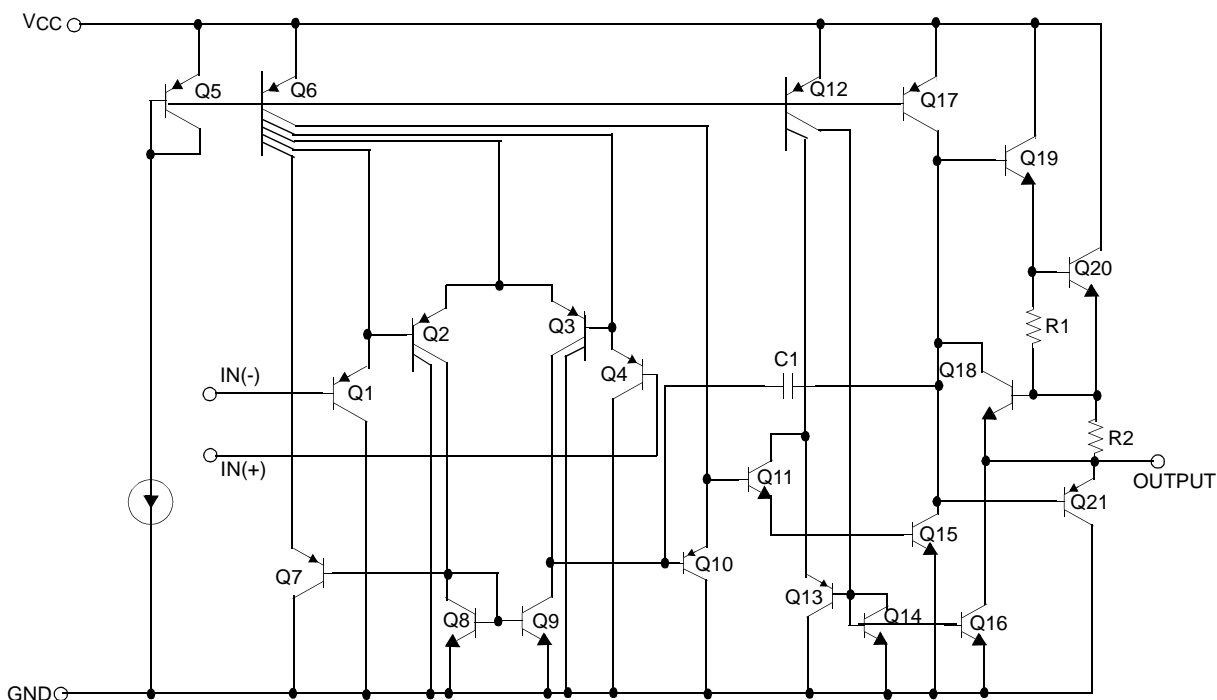 VCC
Q5
Q6
Q12
Q17
Q19
Q20
Q2
Q3
R1
C1
Q4
Q18
IN(-)
Q1
R2
IN(+)
Q11
OUTPUT
Q21
Q15
Q7
Q10
Q13
Q8
Q9
Q14
Q16
GND